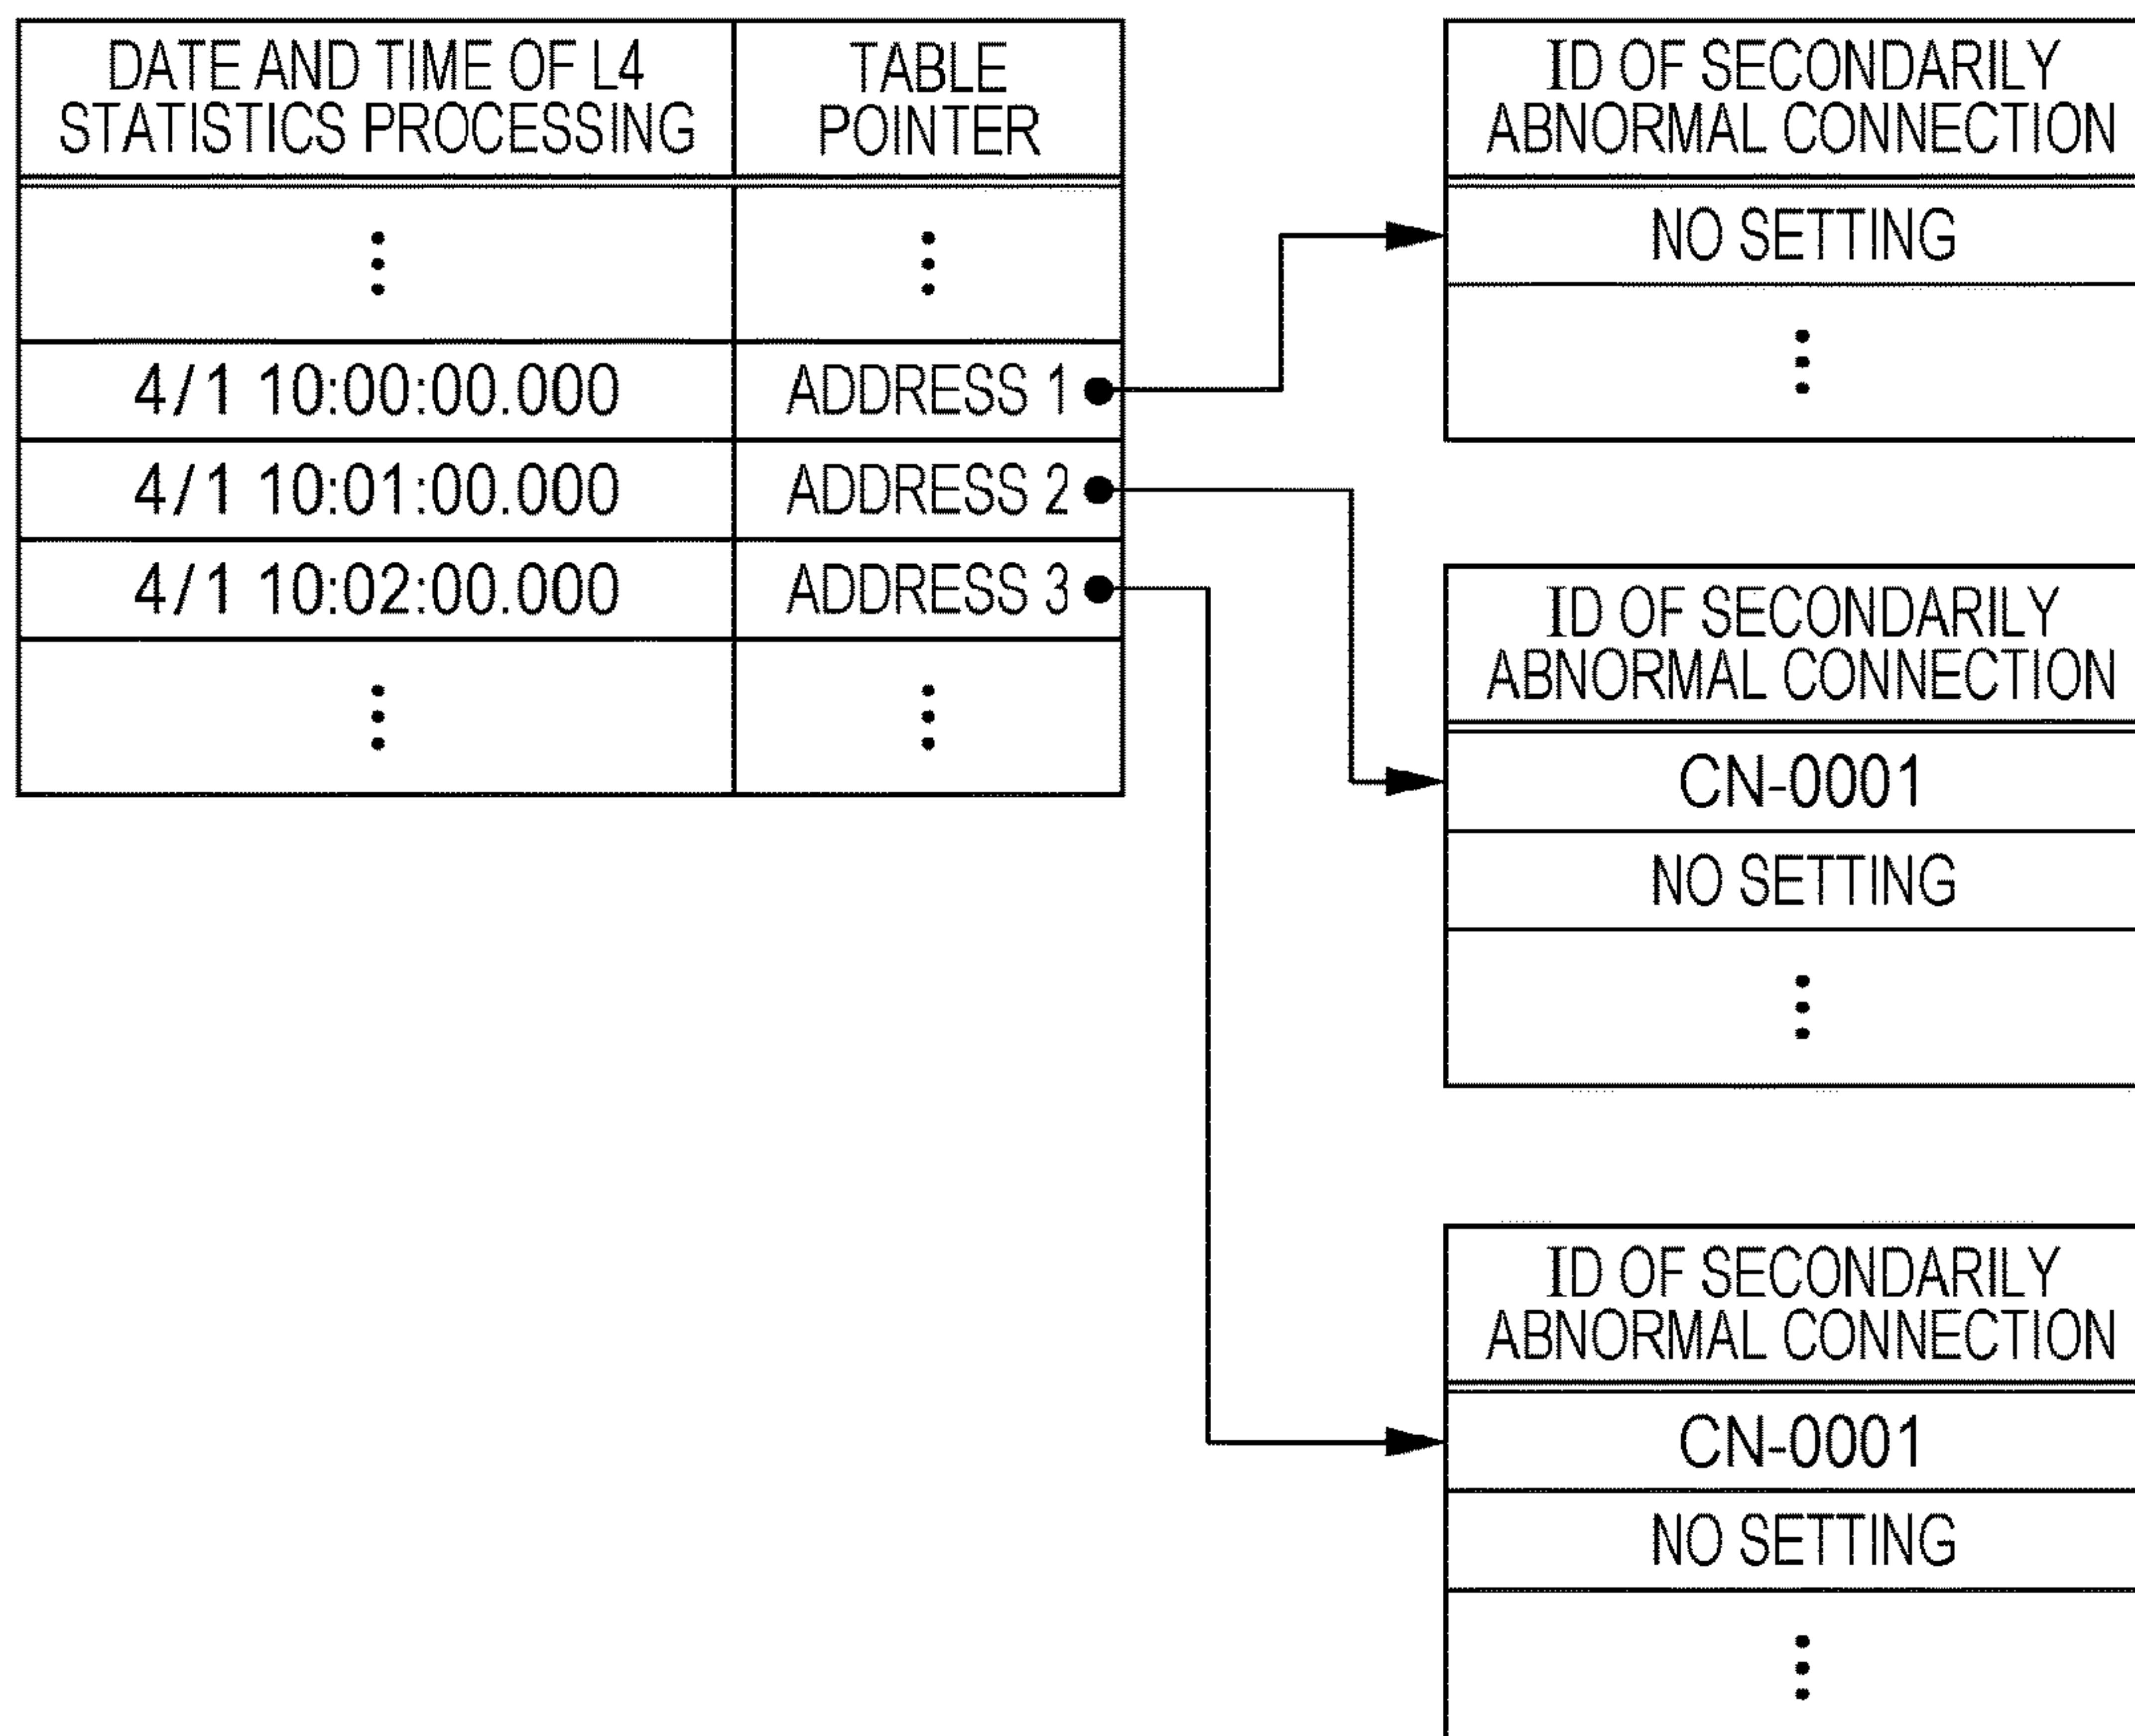 DATE AND TIME OF L4
STATISTICS PROCESSING
TABLE
POINTER
4/1 10:00:00.000
ADDRESS 1
4/1 10:01:00.000
ADDRESS 2
4/1 10:02:00.000
ADDRESS 3
ID OF SECONDARILY
ABNORMAL CONNECTION
NO SETTING
ID OF SECONDARILY
ABNORMAL CONNECTION
CN-0001
NO SETTING
ID OF SECONDARILY
ABNORMAL CONNECTION
CN-0001
NO SETTING